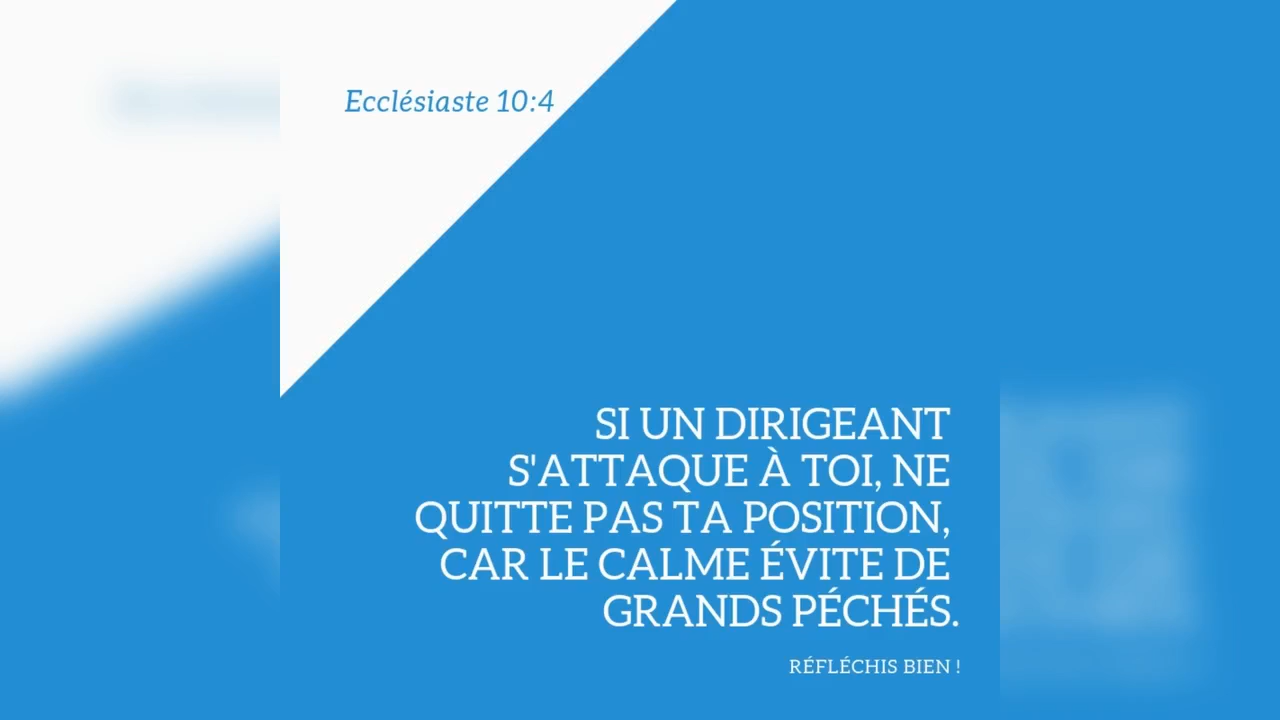 Ecclésiaste 10:4
SI UN DIRIGEANT
S'ATTAQUE À TOI, NE
QUITTE PAS TA POSITION,
CAR LE CALME ÉVITE DE
GRANDS PÉCHÉS.
RÉFLÉCHIS BIEN !